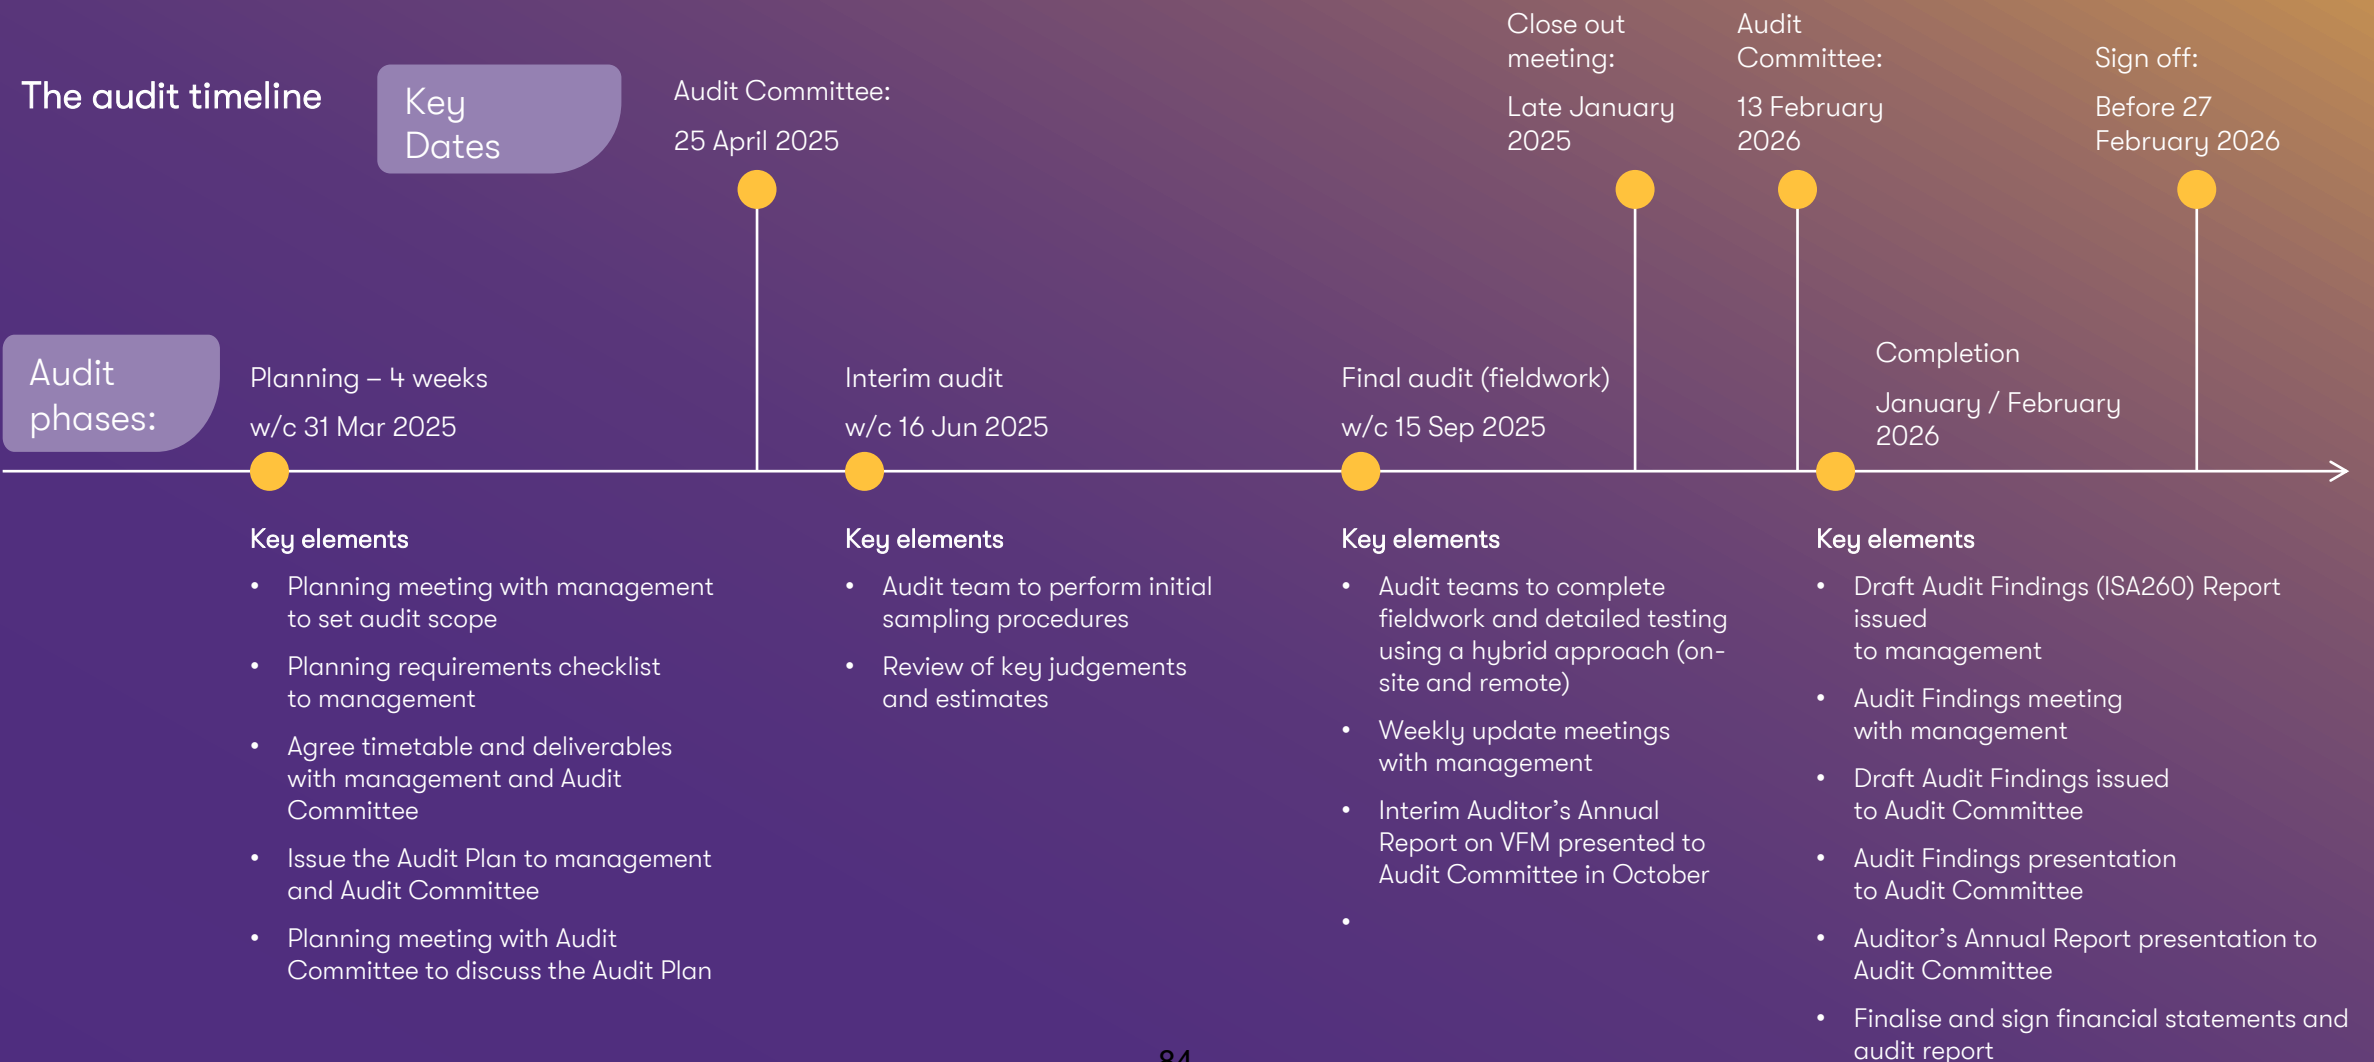 The audit timeline
Key
Dates
Audit Committee:
25 April 2025
Close out
meeting:
Late January
2025
Audit
Committee:
13 February
2026
Sign off:
Before 27
February 2026
Audit
phases:
Planning – 4 weeks
w/c 31 Mar 2025
Interim audit
w/c 16 Jun 2025
Final audit (fieldwork)
w/c 15 Sep 2025
Completion
January / February
2026
Key elements
• Planning meeting with management
to set audit scope
• Planning requirements checklist
to management
• Agree timetable and deliverables
with management and Audit
Committee
• Issue the Audit Plan to management
and Audit Committee
• Planning meeting with Audit
Committee to discuss the Audit Plan
Key elements
• Audit team to perform initial
sampling procedures
• Review of key judgements
and estimates
Key elements
• Audit teams to complete
fieldwork and detailed testing
using a hybrid approach (on-
site and remote)
• Weekly update meetings
with management
• Interim Auditor’s Annual
Report on VFM presented to
Audit Committee in October
•
Key elements
• Draft Audit Findings (ISA260) Report
issued
to management
• Audit Findings meeting
with management
• Draft Audit Findings issued
to Audit Committee
• Audit Findings presentation
to Audit Committee
• Auditor’s Annual Report presentation to
Audit Committee
• Finalise and sign financial statements and
audit report
84